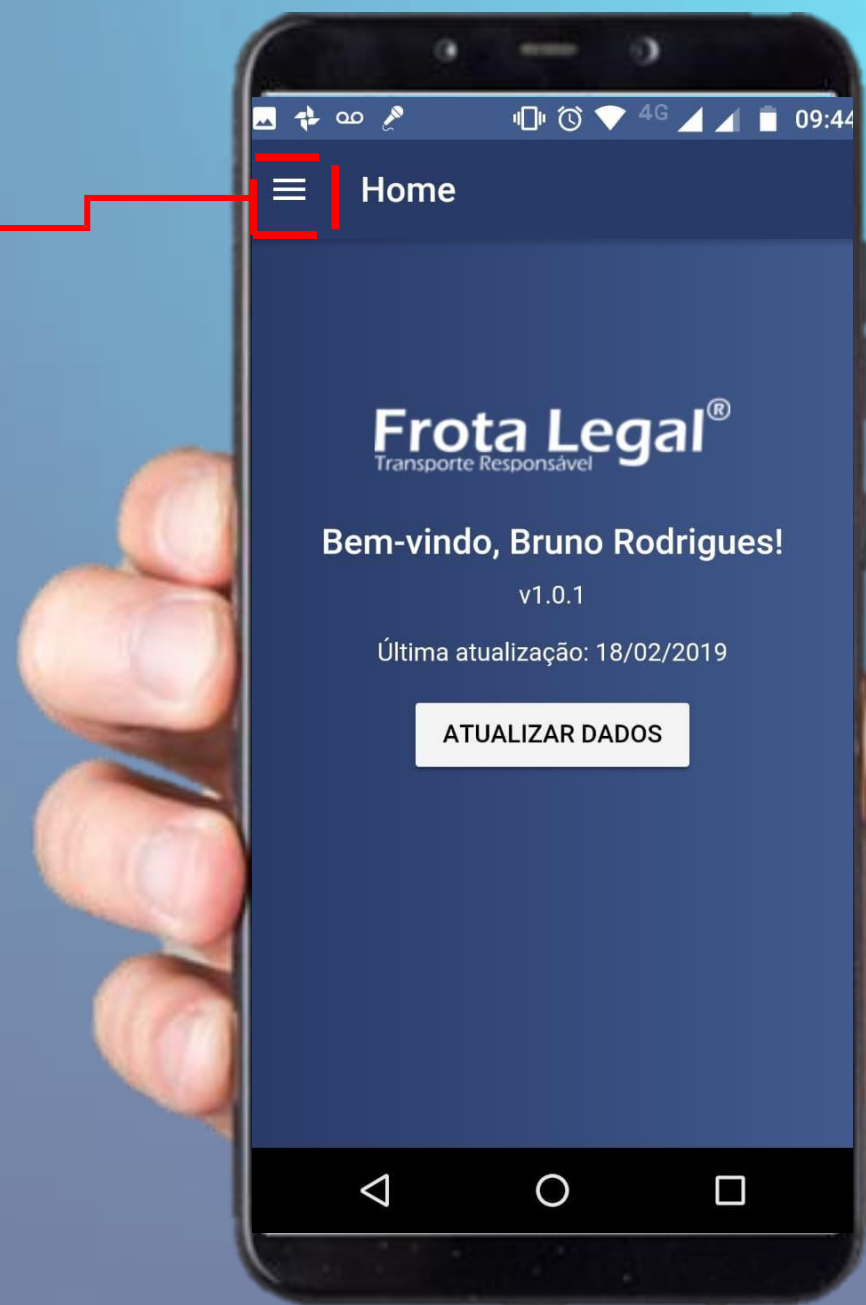 4G 09:44
Home
Frota Legal®
Transporte Responsável
Bem-vindo, Bruno Rodrigues!
v1.0.1
Última atualização: 18/02/2019
ATUALIZAR DADOS